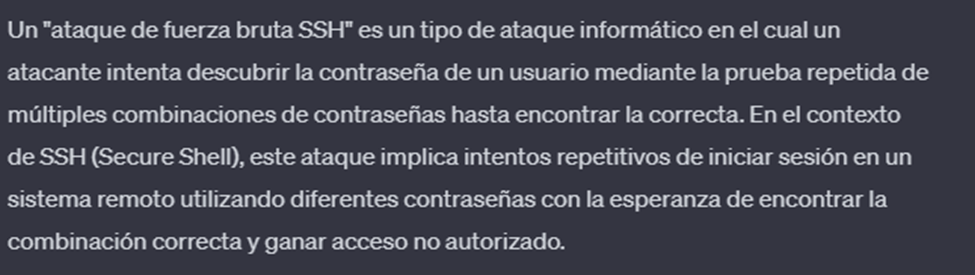 Un "ataque de fuerza bruta SSH" es un tipo de ataque informático en el cual un
atacante intenta descubrir la contraseña de un usuario mediante la prueba repetida de
múltiples combinaciones de contraseñas hasta encontrar la correcta. En el contexto
de SSH (Secure Shell), este ataque implica intentos repetitivos de iniciar sesión en un
sistema remoto utilizando diferentes contraseñas con la esperanza de encontrar la
combinación correcta y ganar acceso no autorizado.